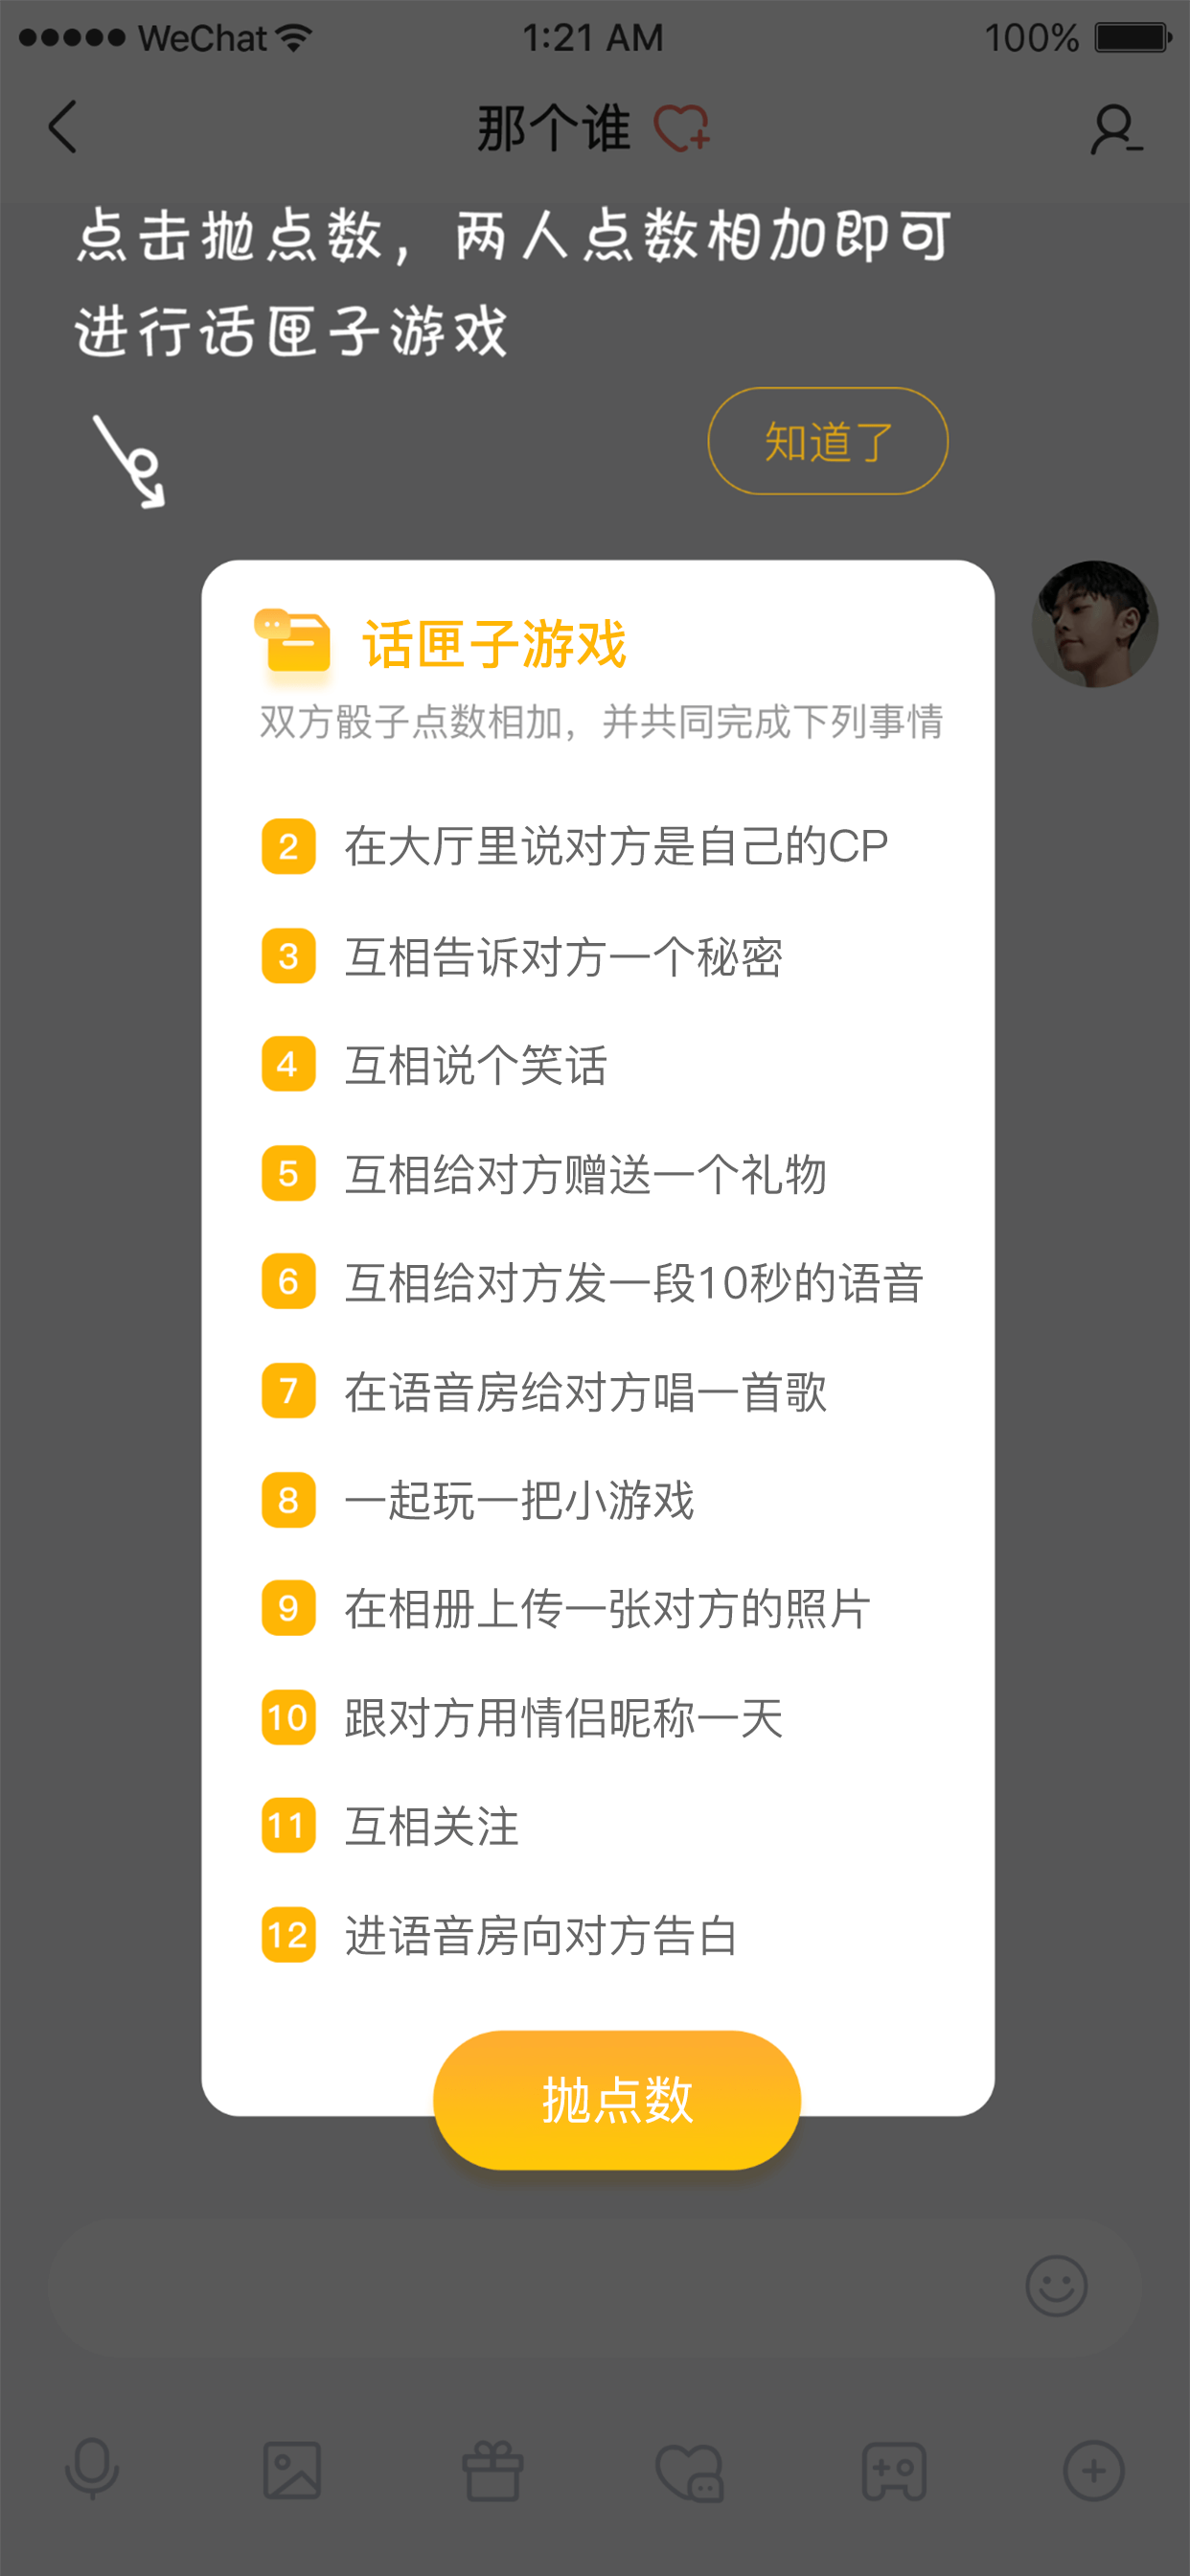 WeChat 1:21 AM 100%
那个谁
点击抛点数，两人点数相加即可
进行话匣子游戏
知道了
话匣子游戏
双方骰子点数相加，并共同完成下列事情
2 在大厅里说对方是自己的CP
3 互相告诉对方一个秘密
4 互相说个笑话
5 互相给对方赠送一个礼物
6 互相给对方发一段10秒的语音
7 在语音房给对方唱一首歌
8 一起玩一把小游戏
9 在相册上传一张对方的照片
10 跟对方用情侣昵称一天
11 互相关注
12 进语音房向对方告白
抛点数